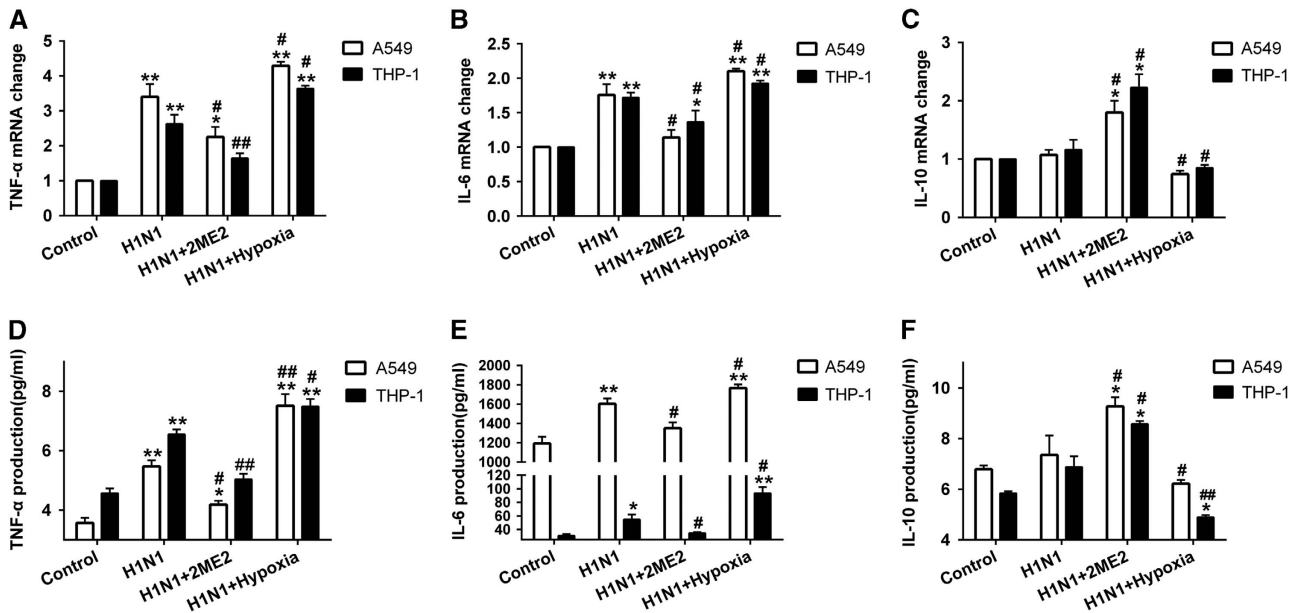 A
TNF-α mRNA change
5
4
3
2
1
0
**
**
#
*
##
#
**
#
**
A549
THP-1
Control
H1N1
H1N1+2ME2
H1N1+Hypoxia
B
IL-6 mRNA change
2.5
2.0
1.5
1.0
0.5
0.0
**
**
#
#
*
#
**
#
**
A549
THP-1
Control
H1N1
H1N1+2ME2
H1N1+Hypoxia
C
IL-10 mRNA change
3
2
1
0
#
*
#
*
#
#
A549
THP-1
Control
H1N1
H1N1+2ME2
H1N1+Hypoxia
D
TNF-α production(pg/ml)
8
6
4
**
**
#
*
##
##
**
#
**
A549
THP-1
Control
H1N1
H1N1+2ME2
H1N1+Hypoxia
E
IL-6 production(pg/ml)
2000
1800
1600
1400
1200
1000
120
100
80
60
40
**
*
#
#
#
**
#
**
A549
THP-1
Control
H1N1
H1N1+2ME2
H1N1+Hypoxia
F
IL-10 production(pg/ml)
10
8
6
4
#
*
#
*
#
##
*
A549
THP-1
Control
H1N1
H1N1+2ME2
H1N1+Hypoxia